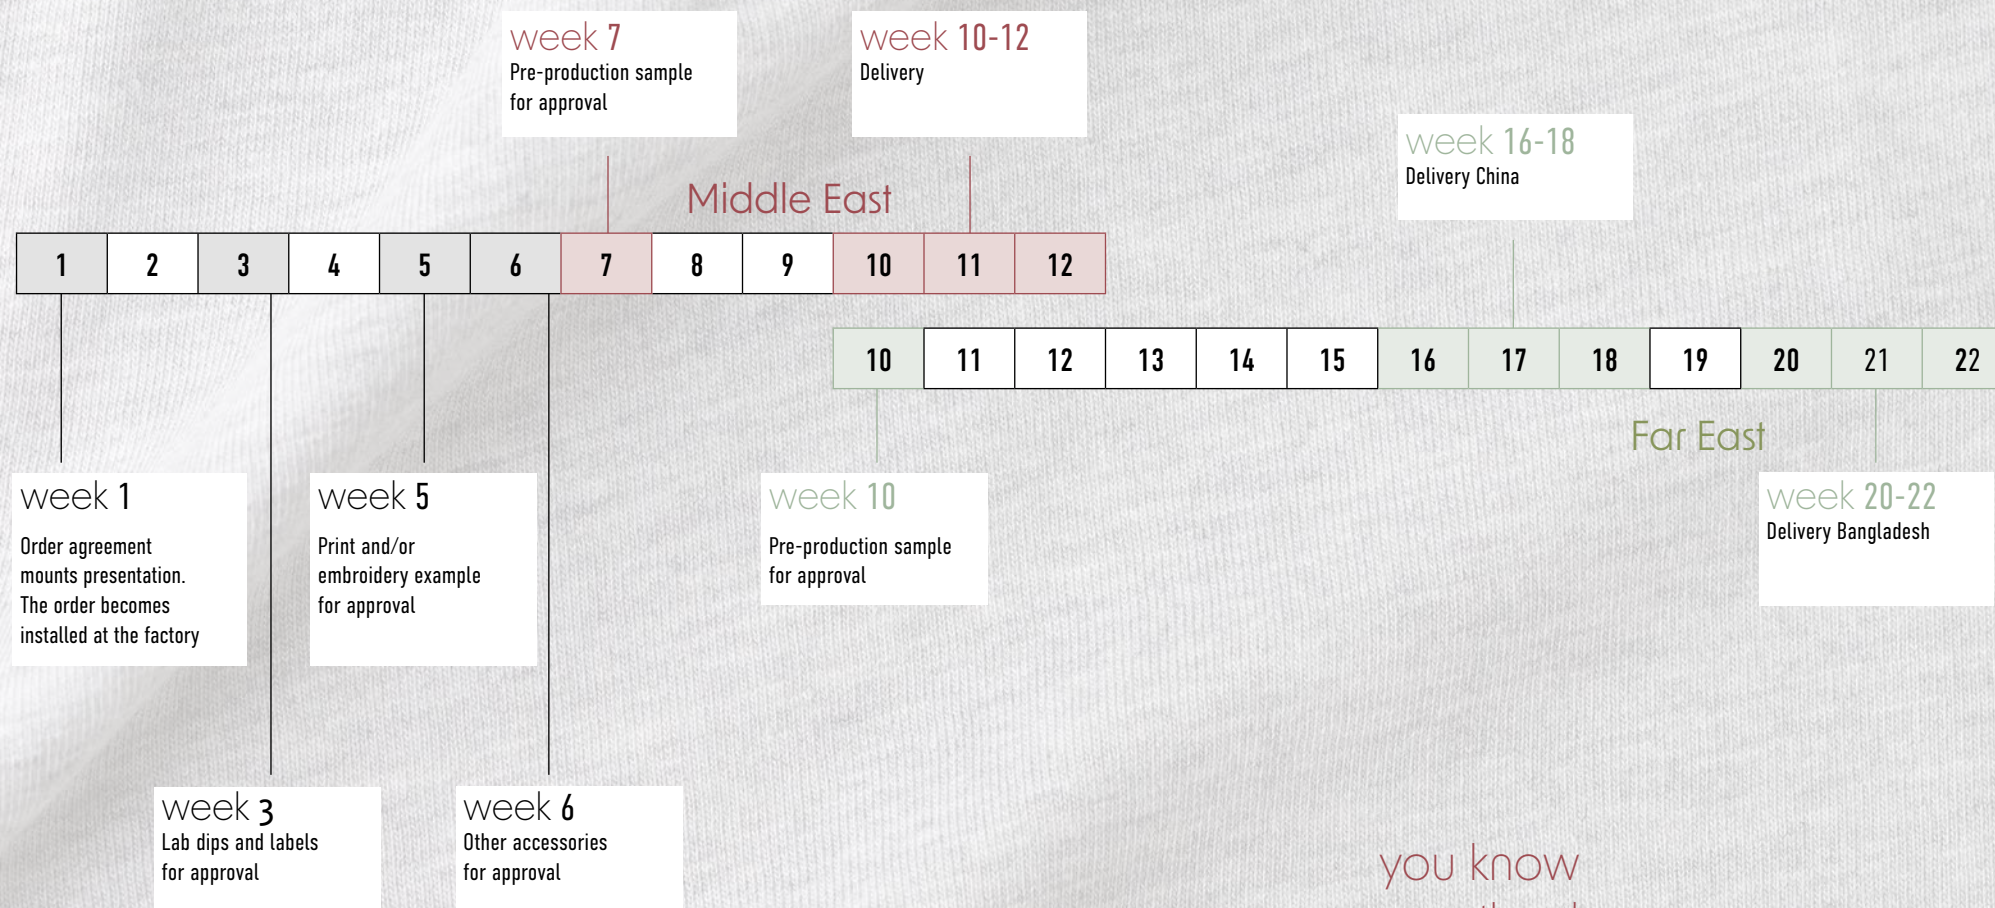 week 7
Pre-production sample
for approval
week 10-12
Delivery
week 16-18
Delivery China
Middle East
1 2 3 4 5 6 7 8 9 10 11 12
10 11 12 13 14 15 16 17 18 19 20 21 22
Far East
week 1
Order agreement
mounts presentation.
The order becomes
installed at the factory
week 5
Print and/or
embroidery example
for approval
week 10
Pre-production sample
for approval
week 20-22
Delivery Bangladesh
week 3
Lab dips and labels
for approval
week 6
Other accessories
for approval
you know